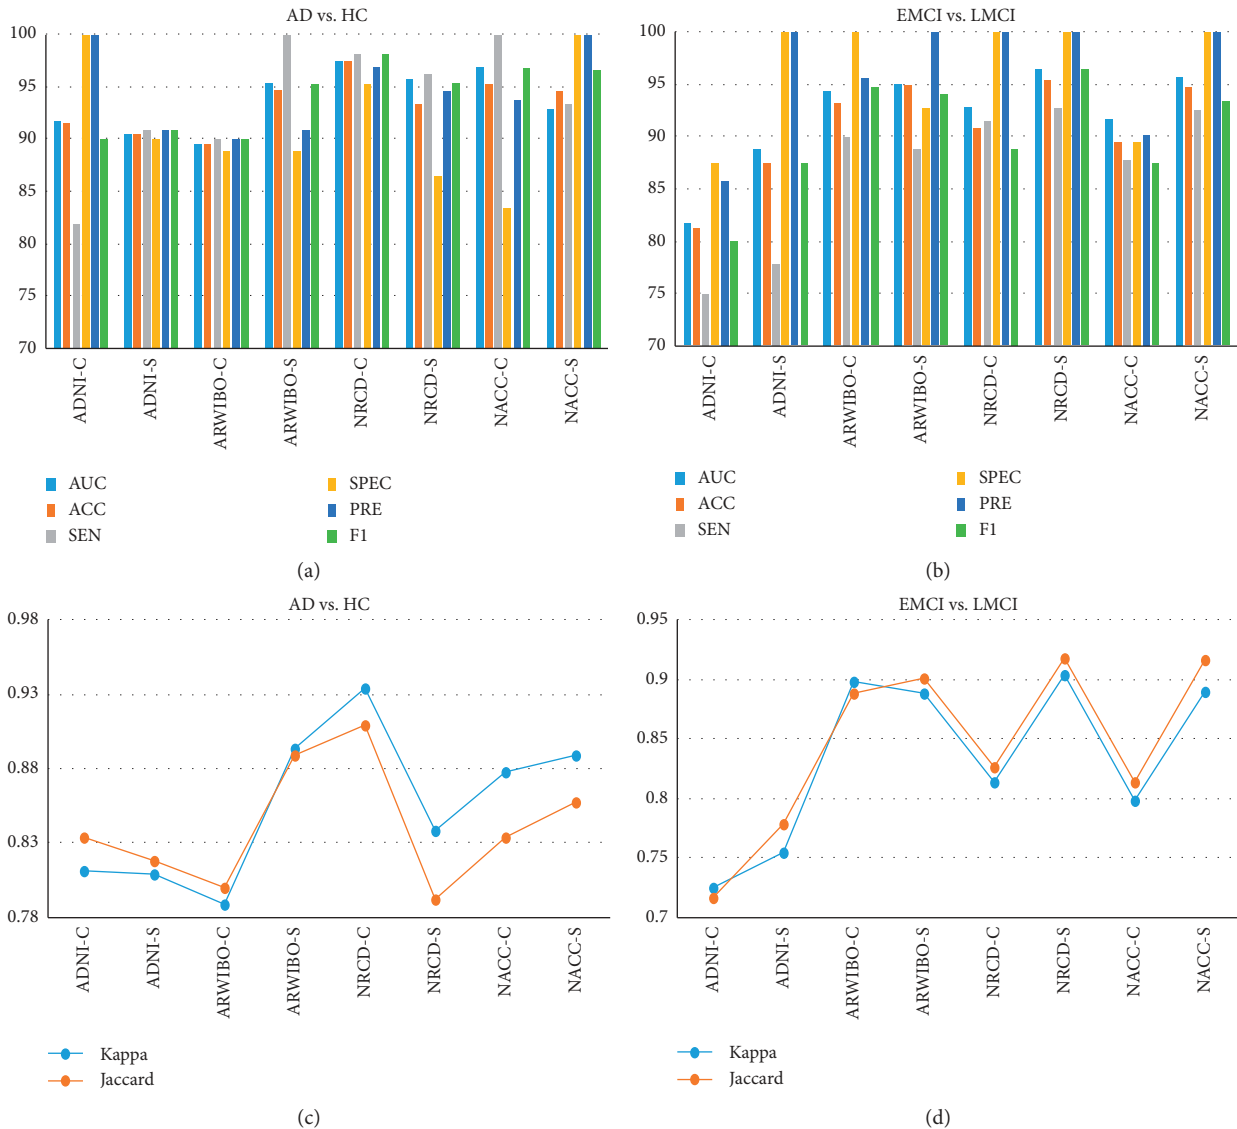 AD vs. HC
100
95
90
85
80
75
70
ADNI-C
ADNI-S
ARWIBO-C
ARWIBO-S
NRCD-C
NRCD-S
NACC-C
NACC-S
AUC
ACC
SEN
SPEC
PRE
F1
(a)
EMCI vs. LMCI
100
95
90
85
80
75
70
ADNI-C
ADNI-S
ARWIBO-C
ARWIBO-S
NRCD-C
NRCD-S
NACC-C
NACC-S
AUC
ACC
SEN
SPEC
PRE
F1
(b)
AD vs. HC
0.98
0.93
0.88
0.83
0.78
ADNI-C
ADNI-S
ARWIBO-C
ARWIBO-S
NRCD-C
NRCD-S
NACC-C
NACC-S
Kappa
Jaccard
(c)
EMCI vs. LMCI
0.95
0.9
0.85
0.8
0.75
0.7
ADNI-C
ADNI-S
ARWIBO-C
ARWIBO-S
NRCD-C
NRCD-S
NACC-C
NACC-S
Kappa
Jaccard
(d)